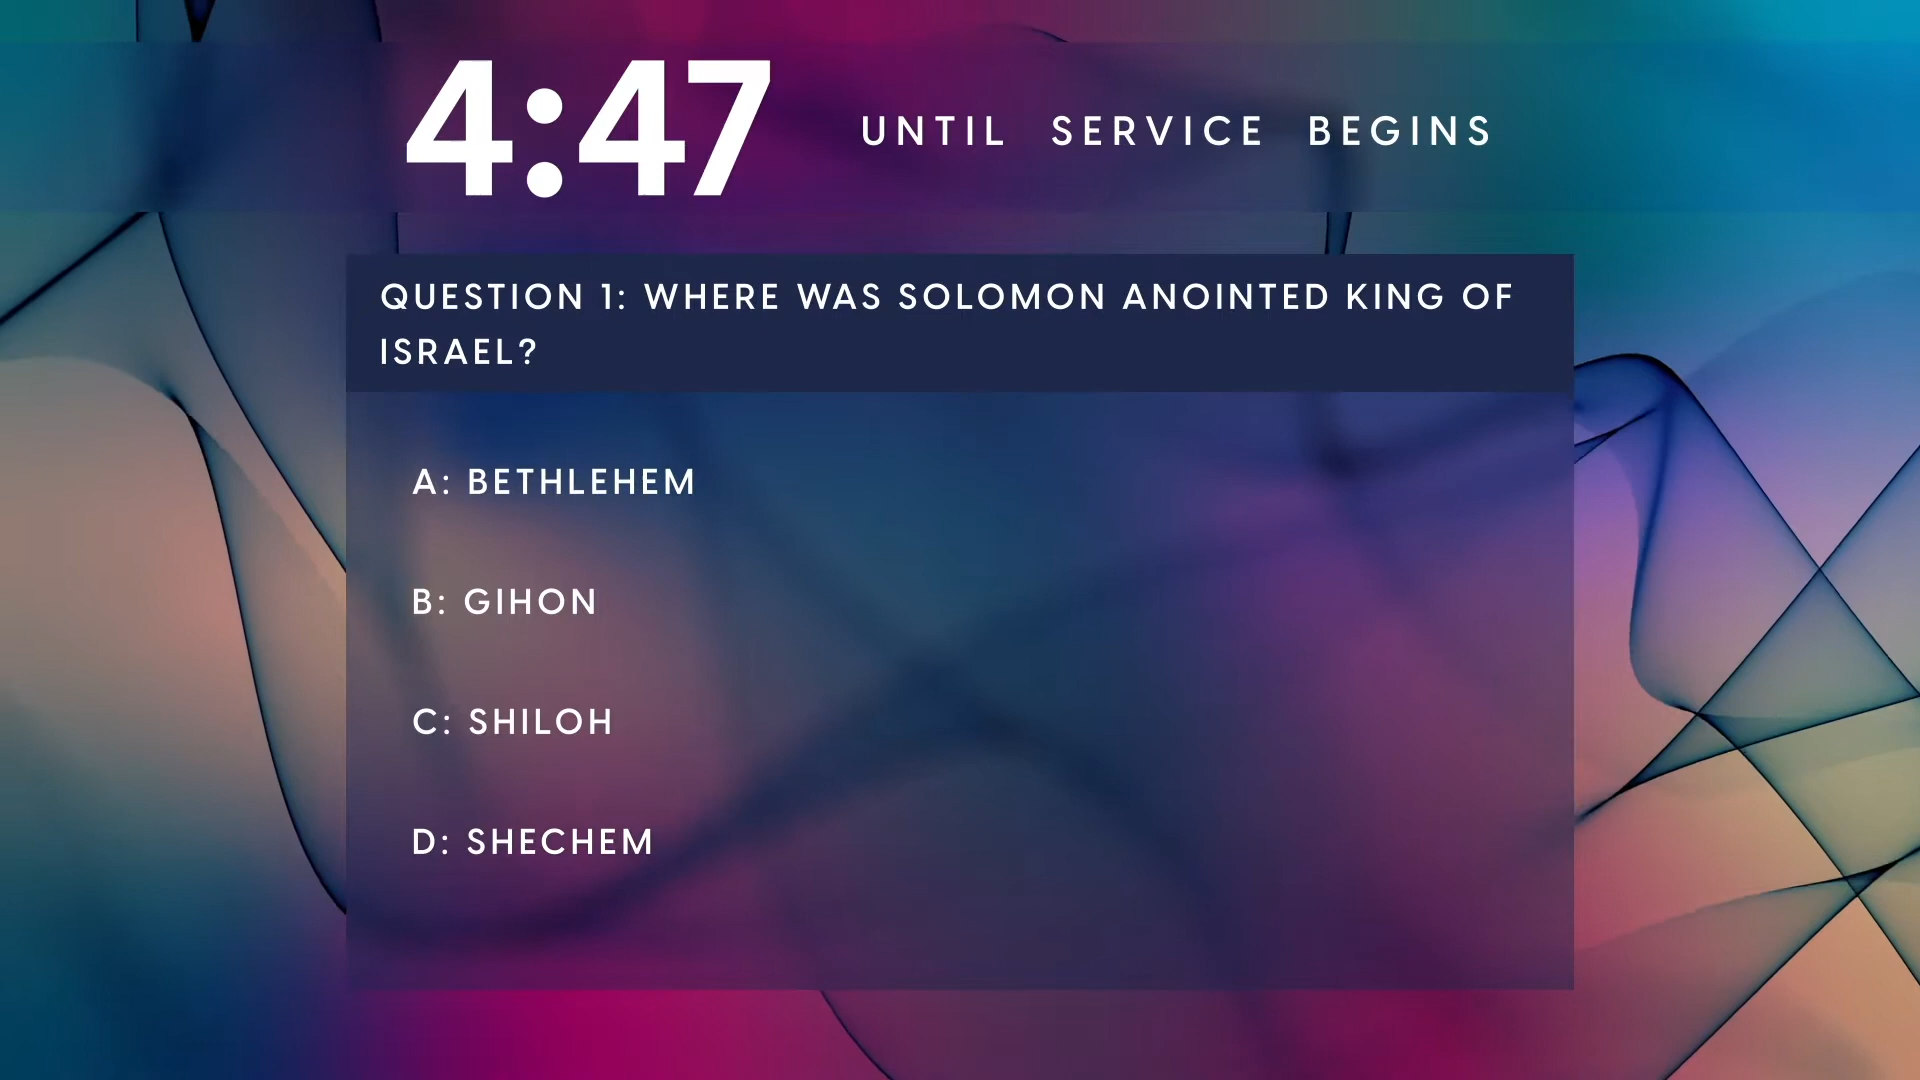 4:47 UNTIL SERVICE BEGINS
QUESTION 1: WHERE WAS SOLOMON ANOINTED KING OF
ISRAEL?
A: BETHLEHEM
B: GIHON
C: SHILOH
D: SHECHEM